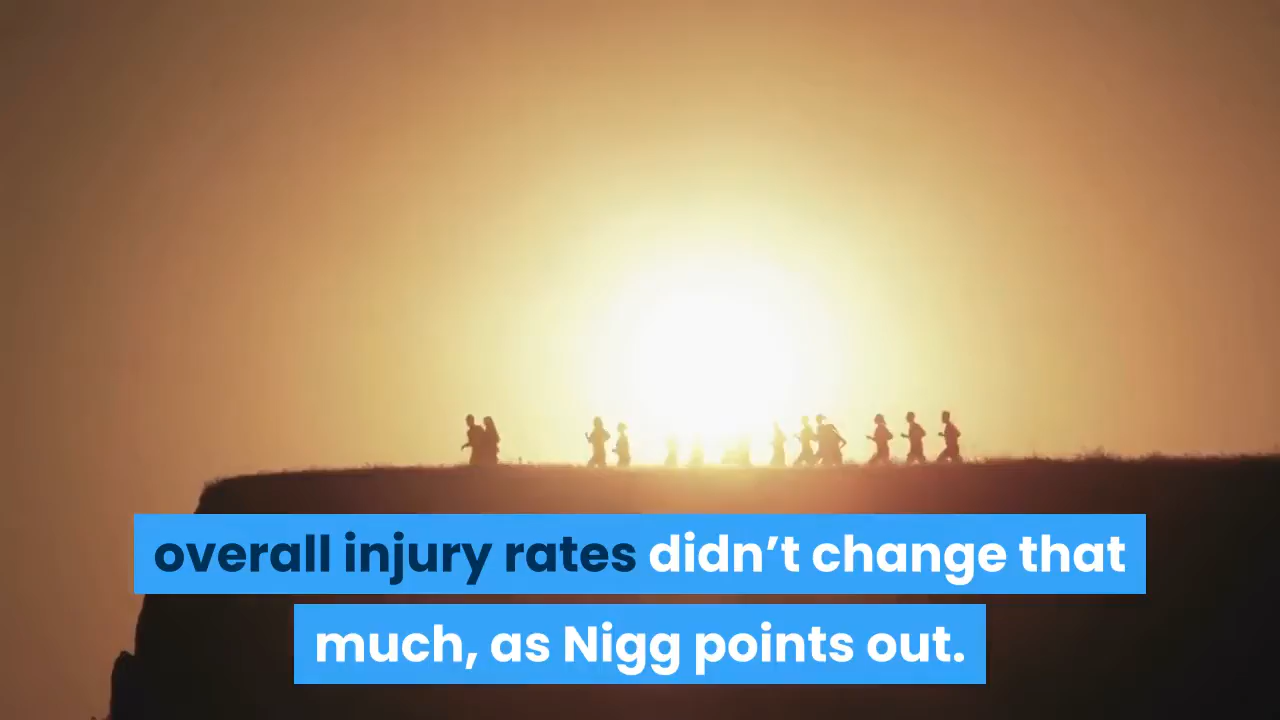 overall injury rates didn’t change that
much, as Nigg points out.